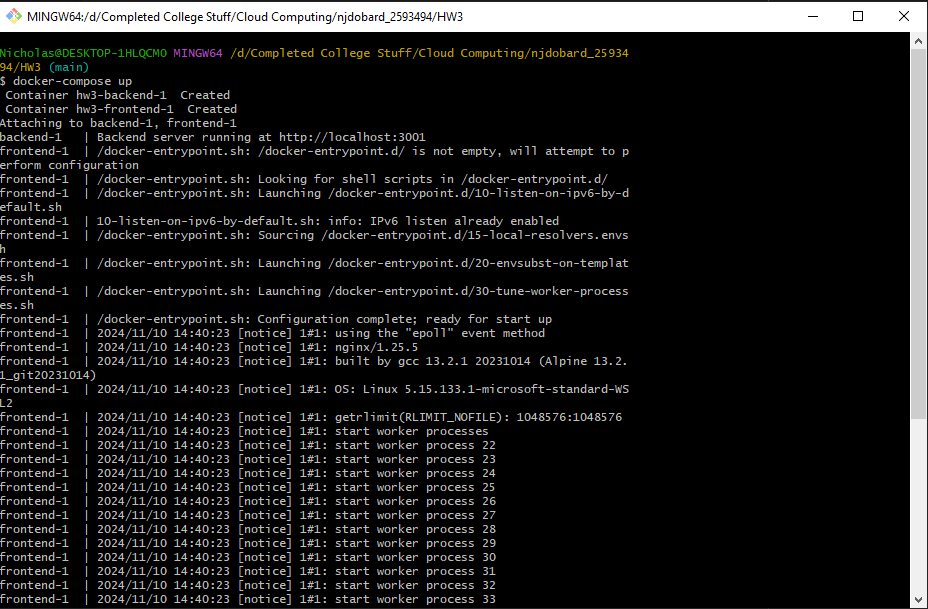 MINGW64:/d/Completed College Stuff/Cloud Computing/njdobard_2593494/HW3
Nicholas@DESKTOP-1HLQCMO MINGW64 /d/Completed College Stuff/Cloud Computing/njdobard_25934
94/HW3 (main)
$ docker-compose up
 Container hw3-backend-1  Created
 Container hw3-frontend-1  Created
Attaching to backend-1, frontend-1
backend-1   | Backend server running at http://localhost:3001
frontend-1  | /docker-entrypoint.sh: /docker-entrypoint.d/ is not empty, will attempt to p
erform configuration
frontend-1  | /docker-entrypoint.sh: Looking for shell scripts in /docker-entrypoint.d/
frontend-1  | /docker-entrypoint.sh: Launching /docker-entrypoint.d/10-listen-on-ipv6-by-d
efault.sh
frontend-1  | 10-listen-on-ipv6-by-default.sh: info: IPv6 listen already enabled
frontend-1  | /docker-entrypoint.sh: Sourcing /docker-entrypoint.d/15-local-resolvers.envs
h
frontend-1  | /docker-entrypoint.sh: Launching /docker-entrypoint.d/20-envsubst-on-templat
es.sh
frontend-1  | /docker-entrypoint.sh: Launching /docker-entrypoint.d/30-tune-worker-process
es.sh
frontend-1  | /docker-entrypoint.sh: Configuration complete; ready for start up
frontend-1  | 2024/11/10 14:40:23 [notice] 1#1: using the "epoll" event method
frontend-1  | 2024/11/10 14:40:23 [notice] 1#1: nginx/1.25.5
frontend-1  | 2024/11/10 14:40:23 [notice] 1#1: built by gcc 13.2.1 20231014 (Alpine 13.2.
1_git20231014)
frontend-1  | 2024/11/10 14:40:23 [notice] 1#1: OS: Linux 5.15.133.1-microsoft-standard-WS
L2
frontend-1  | 2024/11/10 14:40:23 [notice] 1#1: getrlimit(RLIMIT_NOFILE): 1048576:1048576
frontend-1  | 2024/11/10 14:40:23 [notice] 1#1: start worker processes
frontend-1  | 2024/11/10 14:40:23 [notice] 1#1: start worker process 22
frontend-1  | 2024/11/10 14:40:23 [notice] 1#1: start worker process 23
frontend-1  | 2024/11/10 14:40:23 [notice] 1#1: start worker process 24
frontend-1  | 2024/11/10 14:40:23 [notice] 1#1: start worker process 25
frontend-1  | 2024/11/10 14:40:23 [notice] 1#1: start worker process 26
frontend-1  | 2024/11/10 14:40:23 [notice] 1#1: start worker process 27
frontend-1  | 2024/11/10 14:40:23 [notice] 1#1: start worker process 28
frontend-1  | 2024/11/10 14:40:23 [notice] 1#1: start worker process 29
frontend-1  | 2024/11/10 14:40:23 [notice] 1#1: start worker process 30
frontend-1  | 2024/11/10 14:40:23 [notice] 1#1: start worker process 31
frontend-1  | 2024/11/10 14:40:23 [notice] 1#1: start worker process 32
frontend-1  | 2024/11/10 14:40:23 [notice] 1#1: start worker process 33